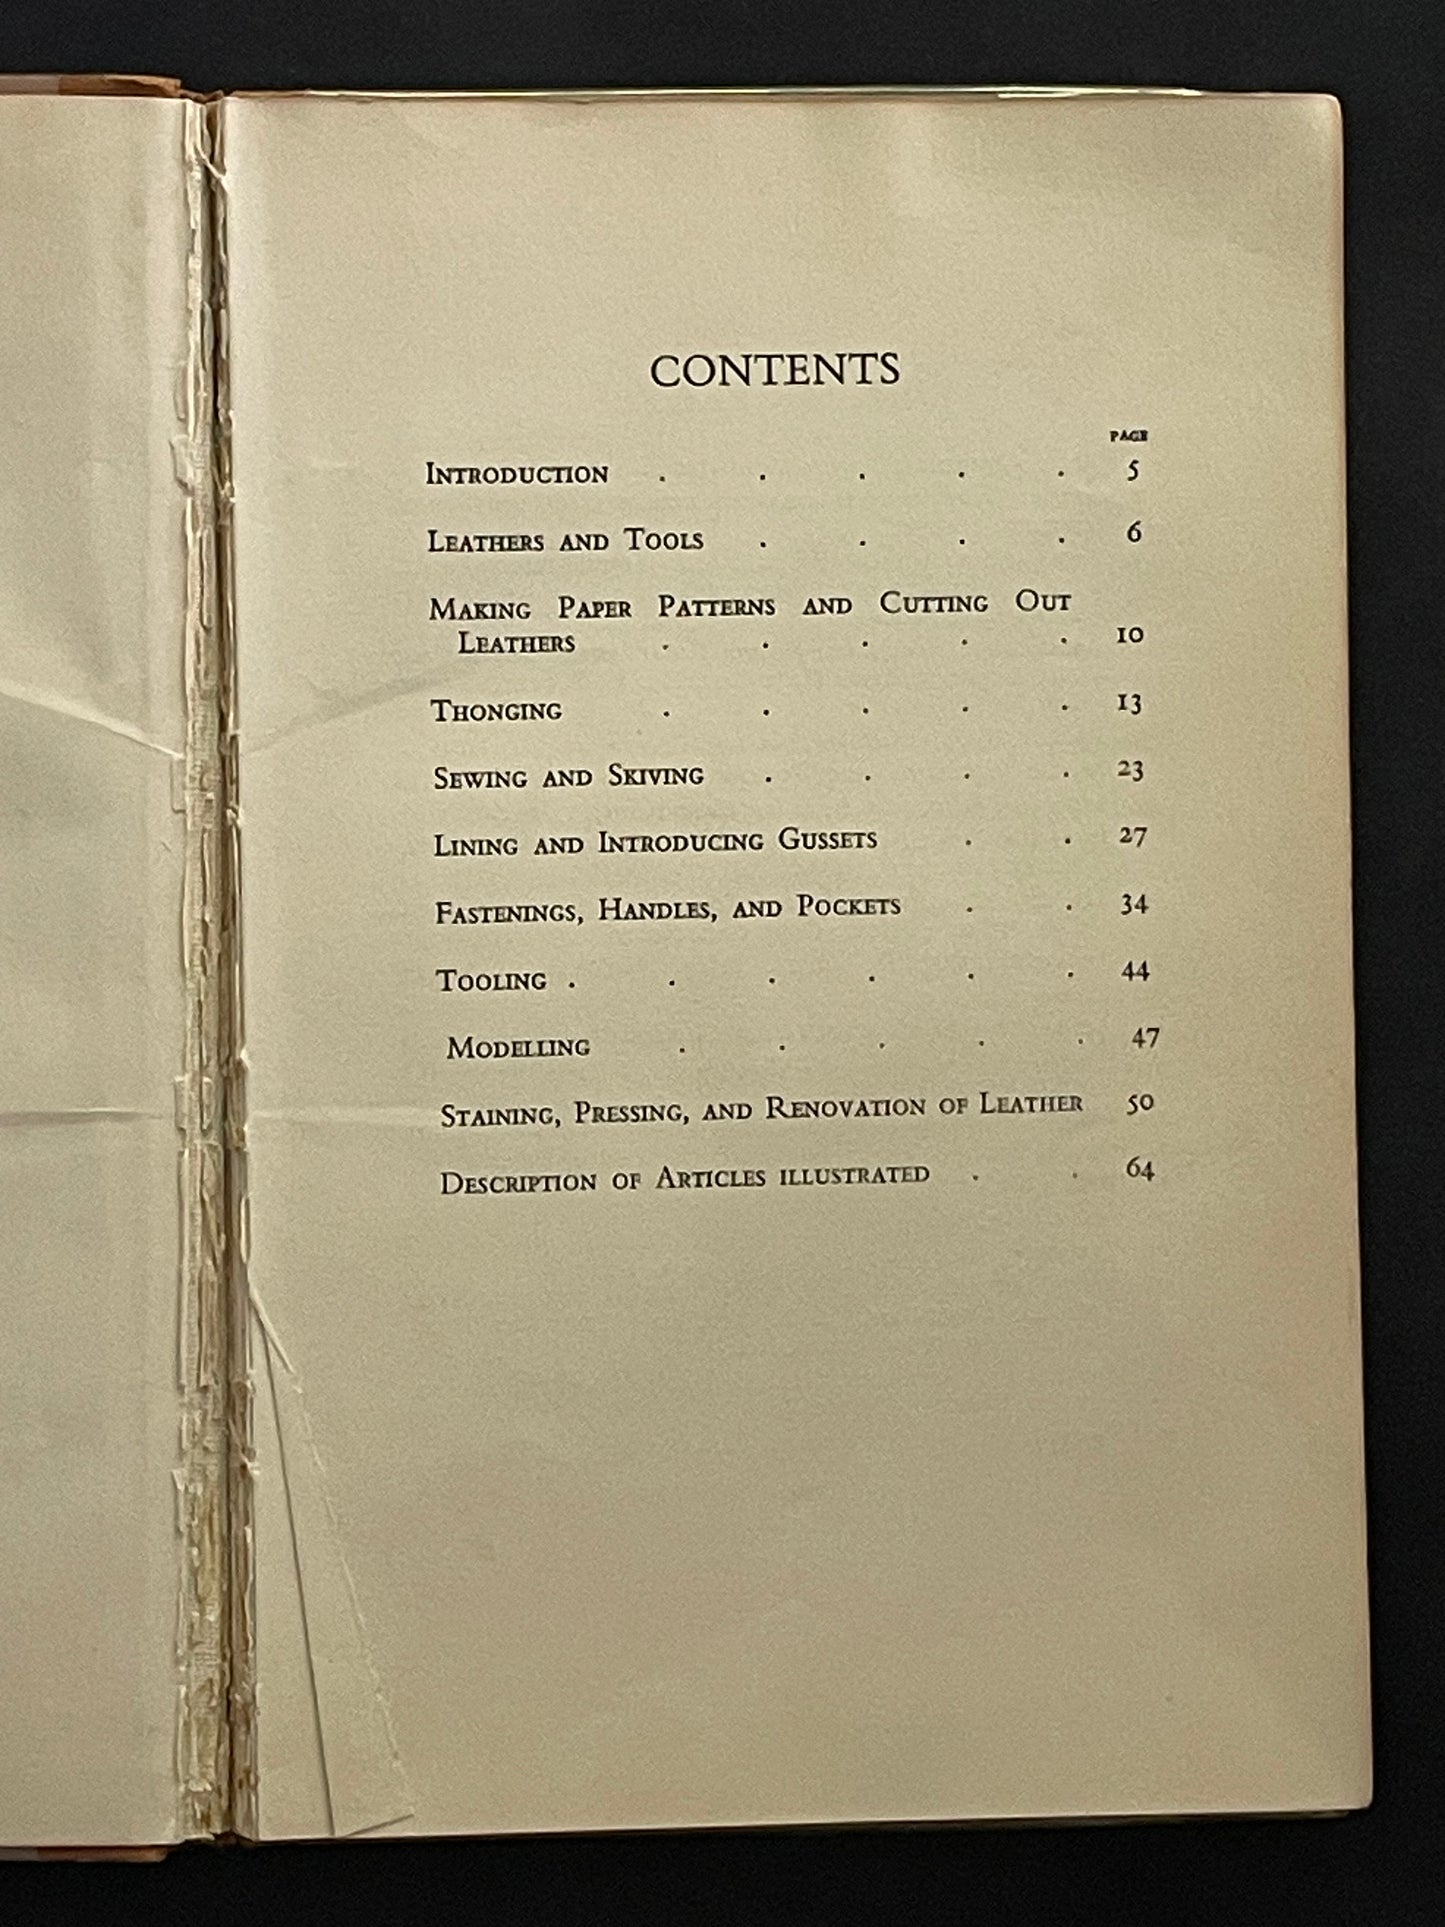 CONTENTS
PAGE
INTRODUCTION . . . . . 5
LEATHERS AND TOOLS . . . . 6
MAKING PAPER PATTERNS AND CUTTING OUT
LEATHERS . . . . . 10
THONGING . . . . . 13
SEWING AND SKIVING . . . . 23
LINING AND INTRODUCING GUSSETS . . 27
FASTENINGS, HANDLES, AND POCKETS . . 34
TOOLING . . . . . . 44
MODELLING . . . . . 47
STAINING, PRESSING, AND RENOVATION OF LEATHER 50
DESCRIPTION OF ARTICLES ILLUSTRATED . . 64